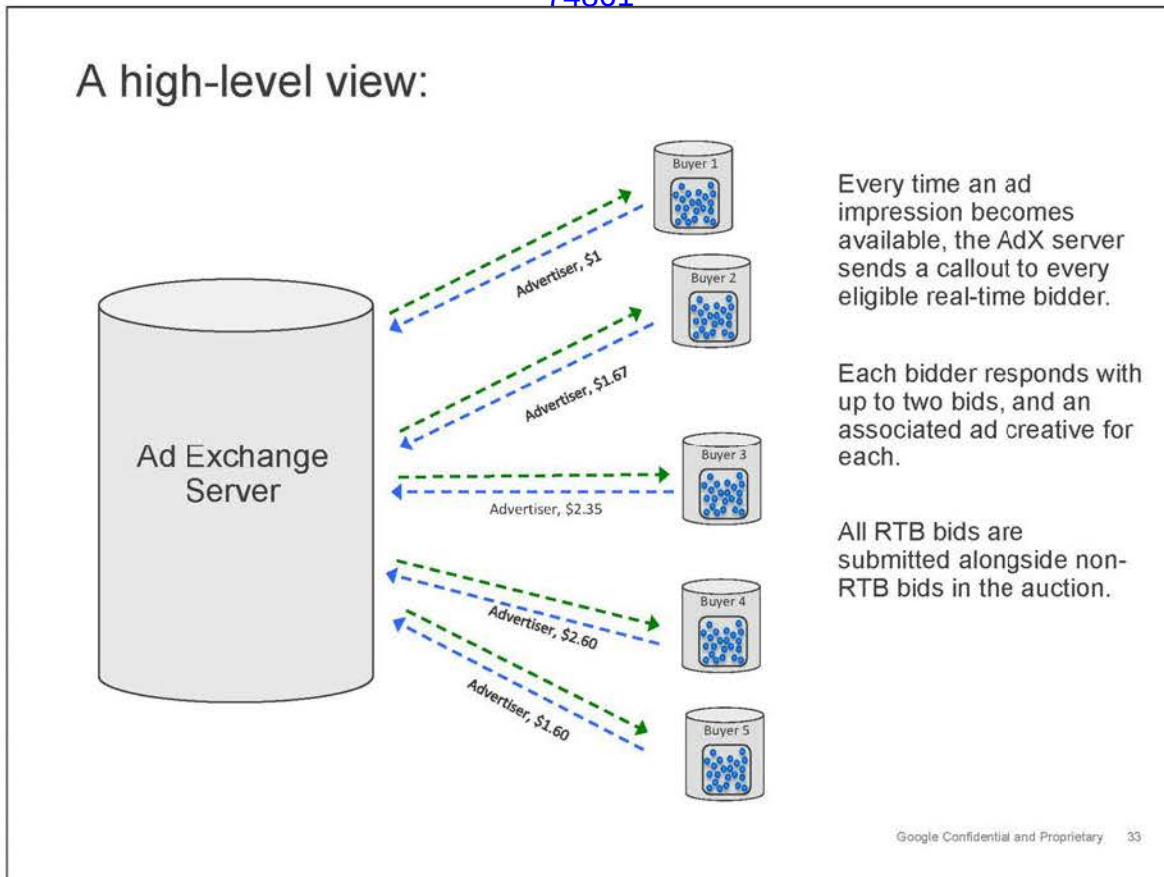 A high-level view:
Buyer 1
Advertiser, $1
Buyer 2
Advertiser, $1.67
Ad Exchange
Server
Buyer 3
Advertiser, $2.35
Buyer 4
Advertiser, $2.60
Buyer 5
Advertiser, $1.60
Every time an ad
impression becomes
available, the AdX server
sends a callout to every
eligible real-time bidder.
Each bidder responds with
up to two bids, and an
associated ad creative for
each.
All RTB bids are
submitted alongside non-
RTB bids in the auction.
Google Confidential and Proprietary 33